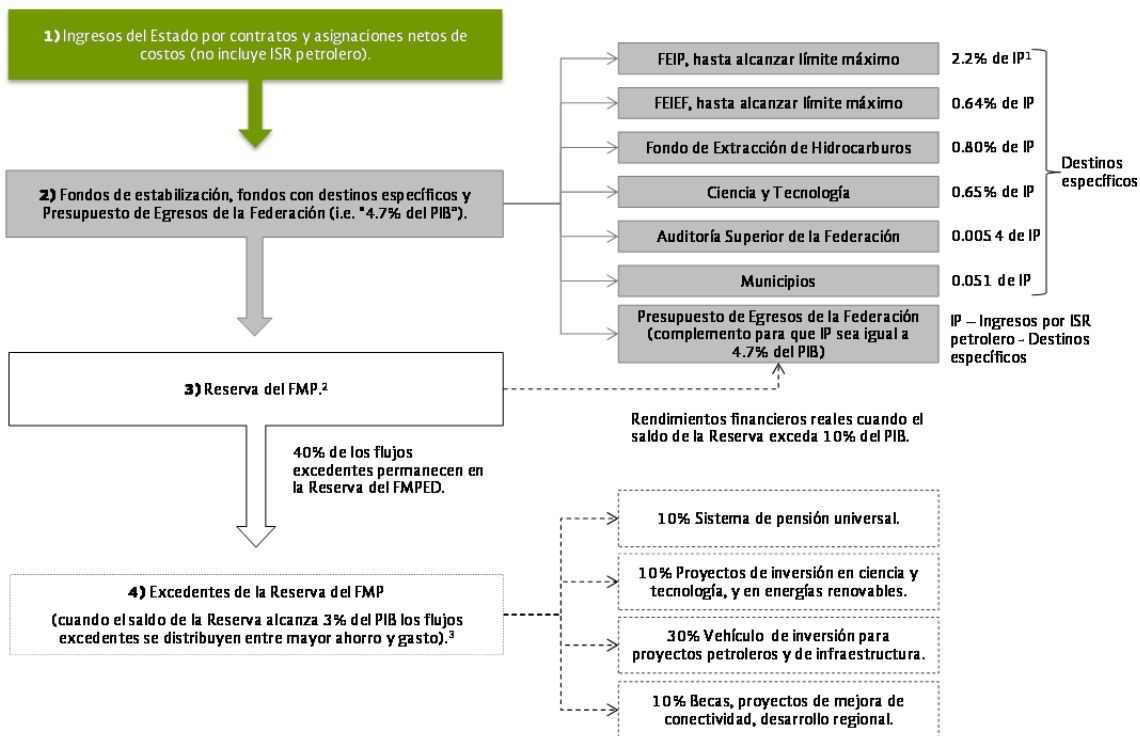 1) Ingresos del Estado por contratos y asignaciones netos de
costos (no incluye ISR petrolero).
FEIP, hasta alcanzar límite máximo
2.2% de IP¹
FEIEF, hasta alcanzar límite máximo
0.64% de IP
Fondo de Extracción de Hidrocarburos
0.80% de IP
Ciencia y Tecnología
0.65% de IP
Auditoría Superior de la Federación
0.0054 de IP
Municipios
0.051 de IP
Destinos
específicos
2) Fondos de estabilización, fondos con destinos específicos y
Presupuesto de Egresos de la Federación (i.e. "4.7% del PIB").
Presupuesto de Egresos de la Federación
(complemento para que IP sea igual a
4.7% del PIB)
IP – Ingresos por ISR
petrolero - Destinos
específicos
3) Reserva del FMP.²
Rendimientos financieros reales cuando el
saldo de la Reserva exceda 10% del PIB.
40% de los flujos
excedentes permanecen en
la Reserva del FMPED.
4) Excedentes de la Reserva del FMP
(cuando el saldo de la Reserva alcanza 3% del PIB los flujos
excedentes se distribuyen entre mayor ahorro y gasto).³
10% Sistema de pensión universal.
10% Proyectos de inversión en ciencia y
tecnología, y en energías renovables.
30% Vehículo de inversión para
proyectos petroleros y de infraestructura.
10% Becas, proyectos de mejora de
conectividad, desarrollo regional.